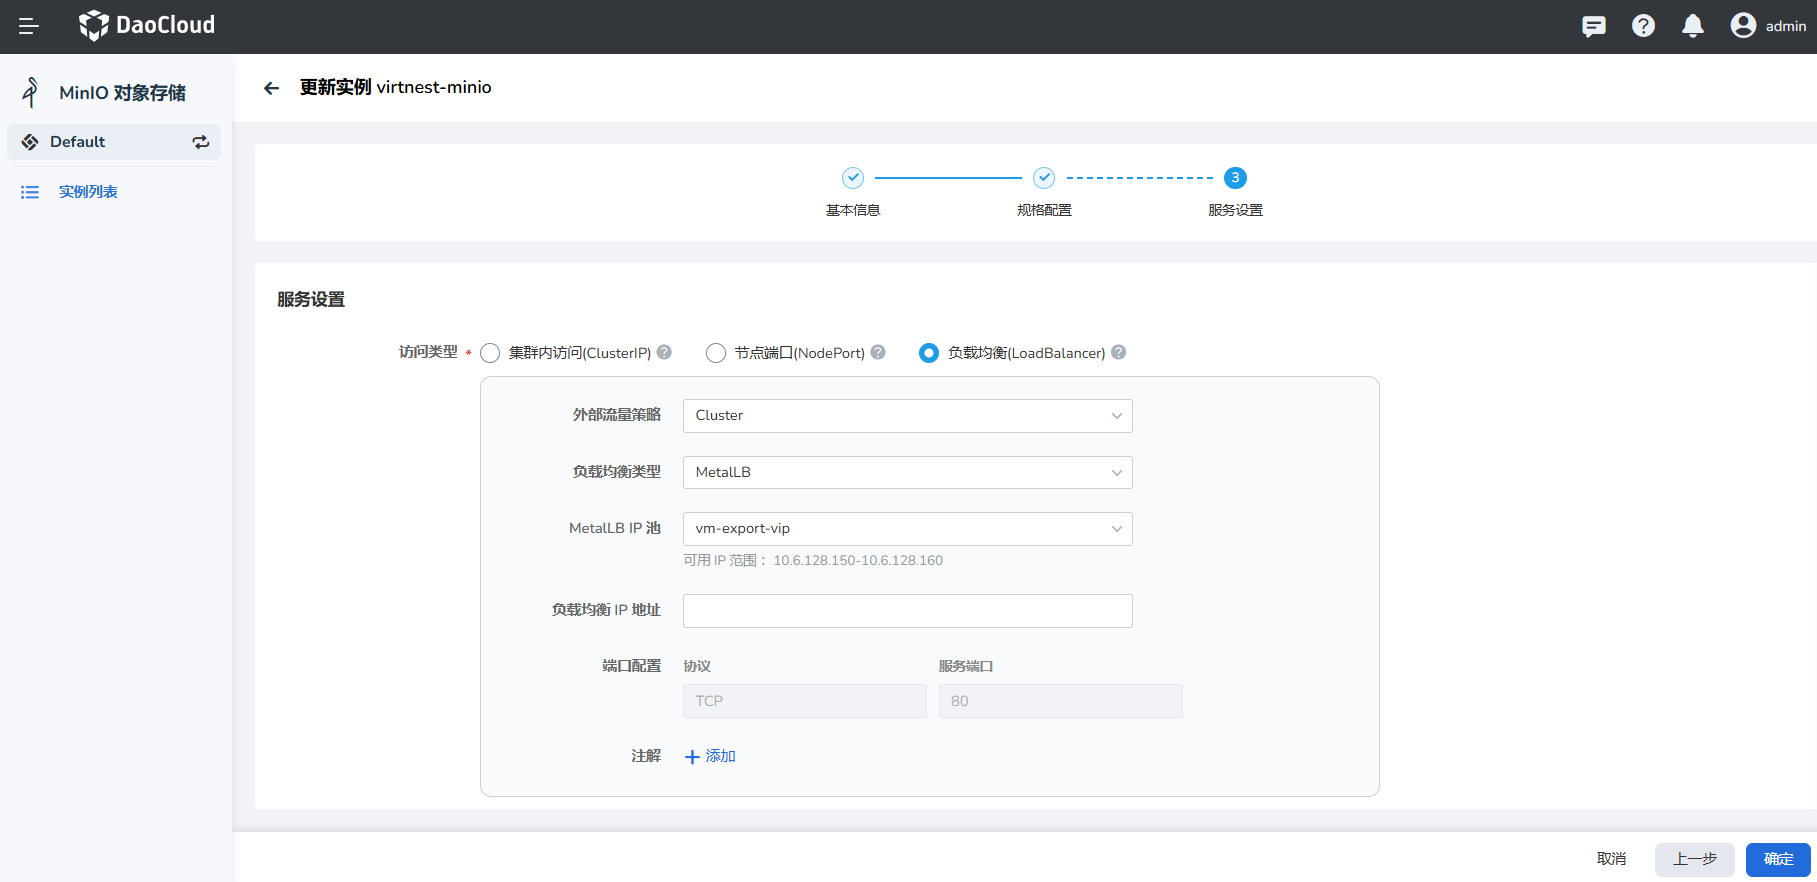 DaoCloud
admin
MinIO 对象存储
Default
实例列表
更新实例 virtnest-minio
3
基本信息
规格配置
服务设置
服务设置
访问类型 * 集群内访问(ClusterIP) ? 节点端口(NodePort) ? 负载均衡(LoadBalancer) ?
外部流量策略 Cluster
负载均衡类型 MetalLB
MetalLB IP 池 vm-export-vip
可用 IP 范围： 10.6.128.150-10.6.128.160
负载均衡 IP 地址
端口配置 协议 服务端口
TCP 80
注解 + 添加
取消 上一步 确定